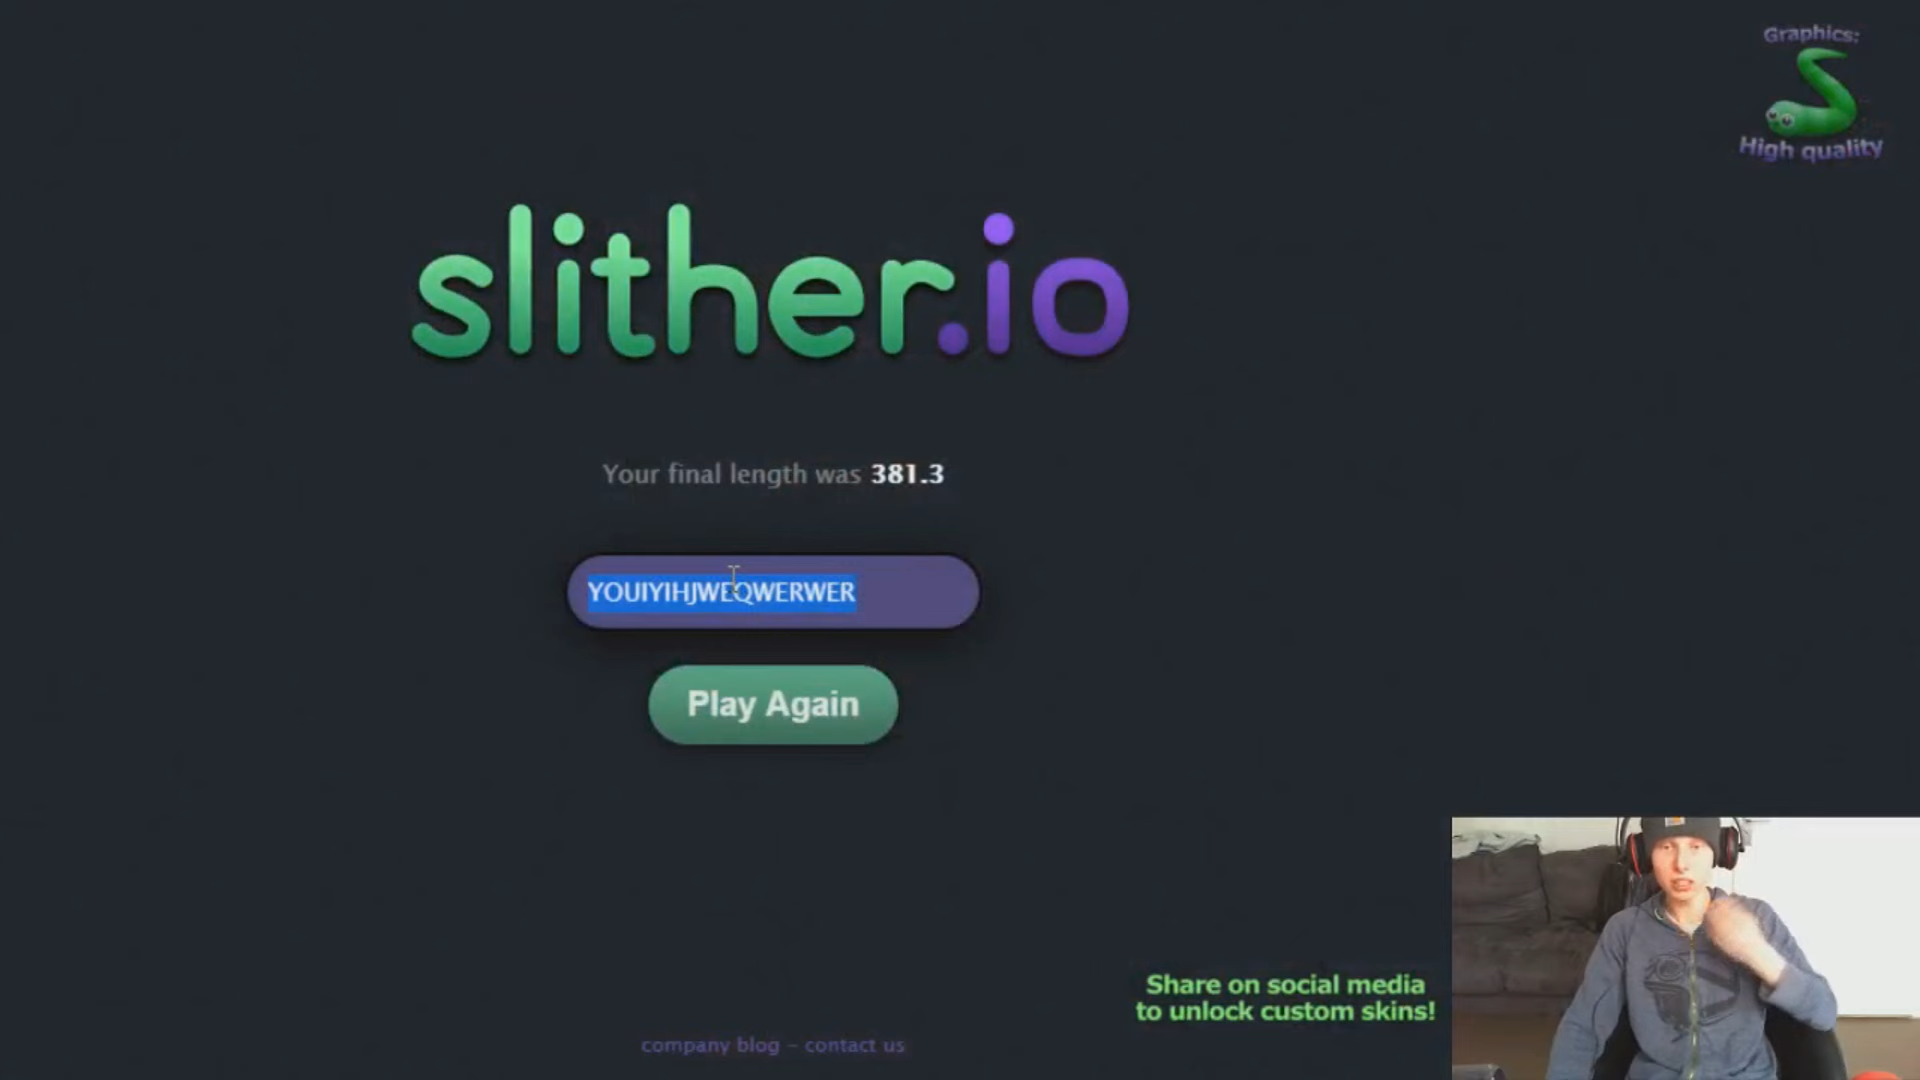 Graphics:
High quality
slither.io
Your final length was 381.3
YOUIYIHJWEQWERWER
Play Again
Share on social media
to unlock custom skins!
company blog - contact us